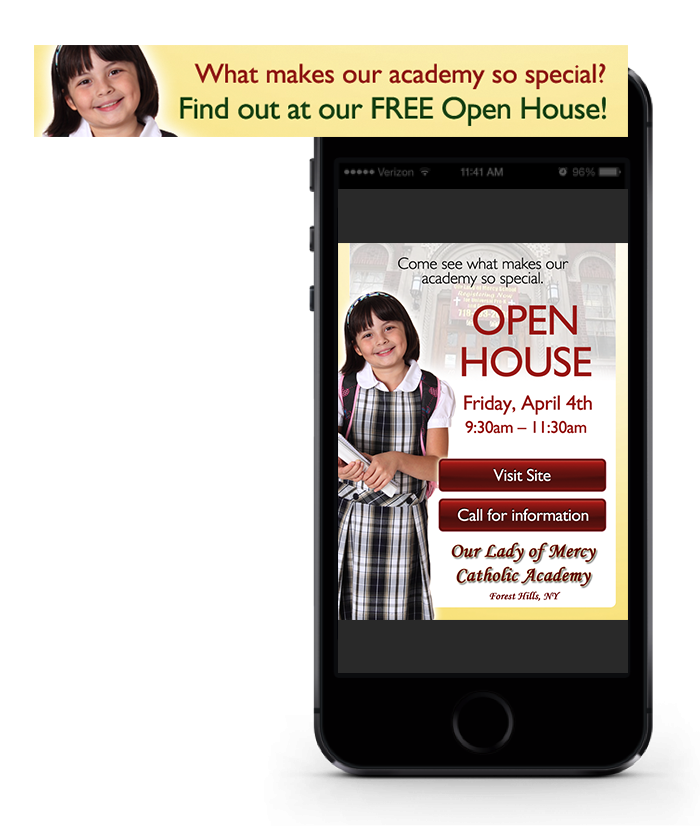 What makes our academy so special?
Find out at our FREE Open House!
Verizon 11:41 AM 96%
Come see what makes our
academy so special.
Registering Now
OPEN
HOUSE
Friday, April 4th
9:30am – 11:30am
Visit Site
Call for information
Our Lady of Mercy
Catholic Academy
Forest Hills, NY